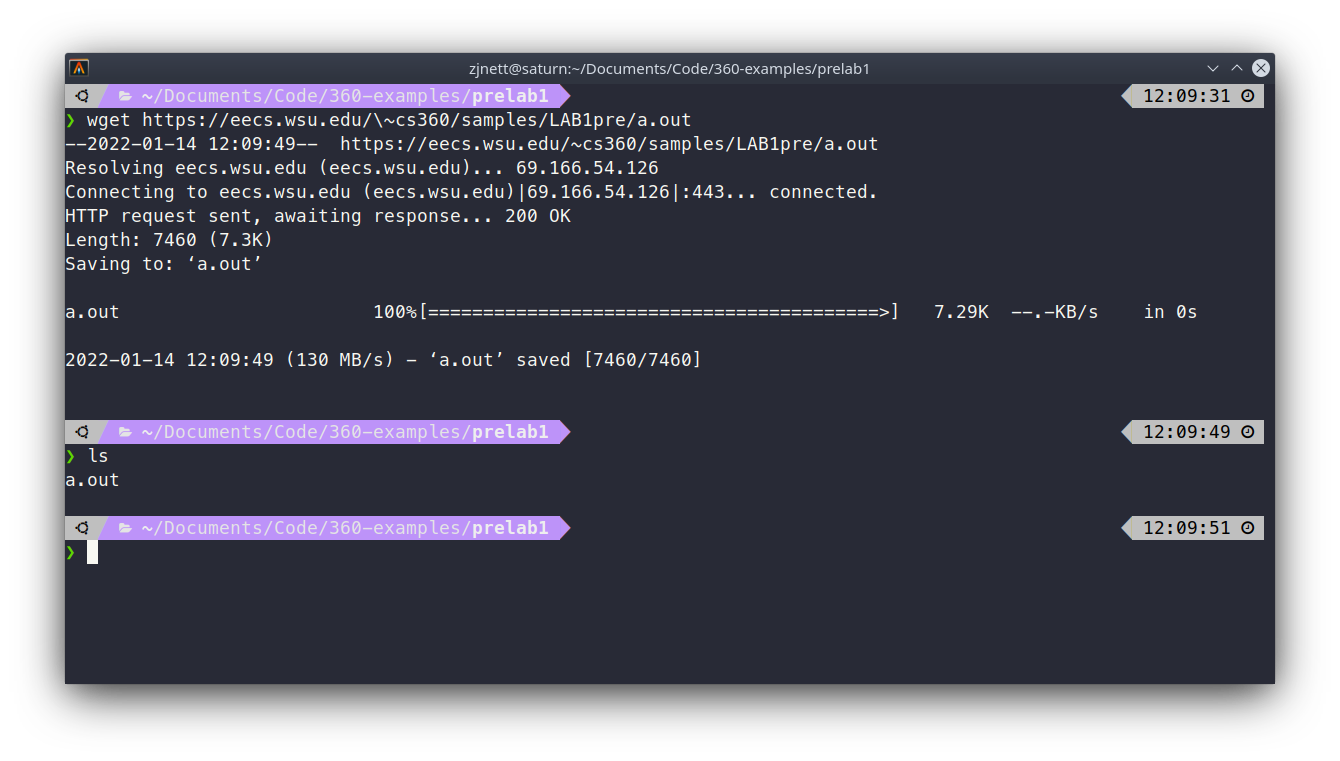 zjnett@saturn:~/Documents/Code/360-examples/prelab1
~/Documents/Code/360-examples/prelab1 12:09:31
❯ wget https://eecs.wsu.edu/\~cs360/samples/LAB1pre/a.out
--2022-01-14 12:09:49--  https://eecs.wsu.edu/~cs360/samples/LAB1pre/a.out
Resolving eecs.wsu.edu (eecs.wsu.edu)... 69.166.54.126
Connecting to eecs.wsu.edu (eecs.wsu.edu)|69.166.54.126|:443... connected.
HTTP request sent, awaiting response... 200 OK
Length: 7460 (7.3K)
Saving to: ‘a.out’
a.out 100%[=========================================>] 7.29K --.-KB/s in 0s
2022-01-14 12:09:49 (130 MB/s) - ‘a.out’ saved [7460/7460]
~/Documents/Code/360-examples/prelab1 12:09:49
❯ ls
a.out
~/Documents/Code/360-examples/prelab1 12:09:51
❯